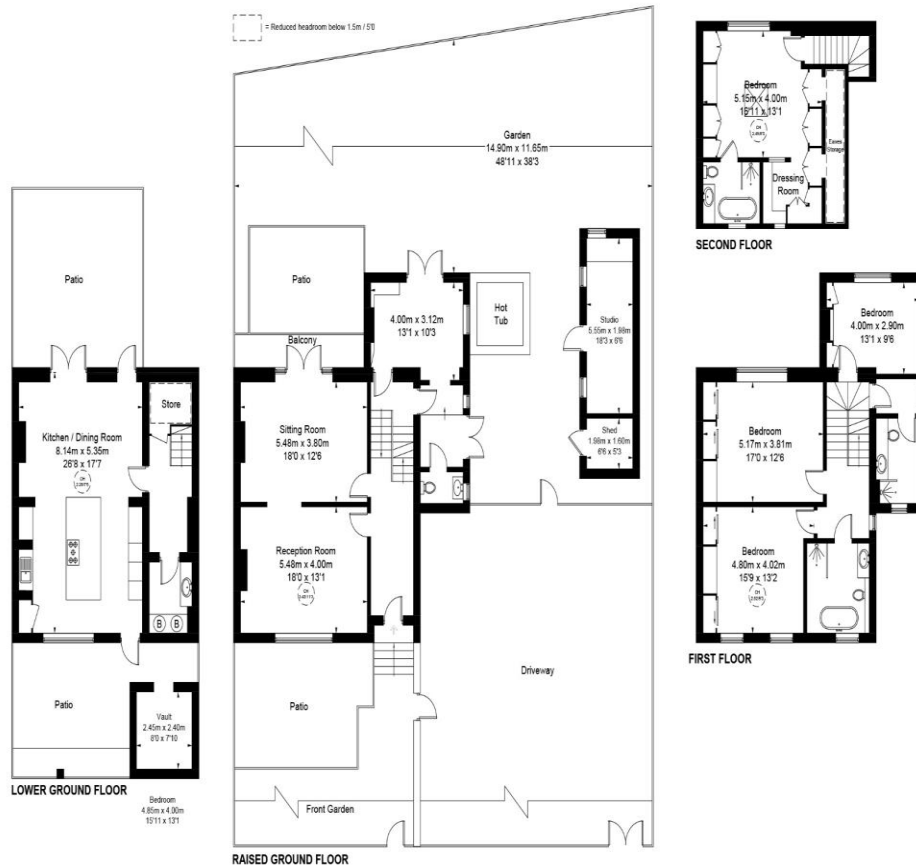 = Reduced headroom below 1.5m / 5'0
Garden
14.90m x 11.65m
48'11 x 38'3
Bedroom
5.15m x 4.00m
Eaves
Storage
Dressing
Room
SECOND FLOOR
Patio
Patio
4.00m x 3.12m
13'1 x 10'3
Hot
Tub
Studio
5.55m x 1.98m
18'3 x 6'6
Balcony
Bedroom
4.00m x 2.90m
13'1 x 9'6
Store
Kitchen / Dining Room
8.14m x 5.35m
26'8 x 17'7
CH
Sitting Room
5.48m x 3.80m
18'0 x 12'6
Shed
1.98m x 1.60m
6'6 x 5'3
Bedroom
5.17m x 3.81m
17'0 x 12'6
Reception Room
5.48m x 4.00m
18'0 x 13'1
CH
Bedroom
4.80m x 4.02m
15'9 x 13'2
CH
B B
FIRST FLOOR
Driveway
Patio
Vault
2.45m x 2.40m
8'0 x 7'10
Patio
LOWER GROUND FLOOR
Bedroom
4.85m x 4.00m
15'11 x 13'1
Front Garden
RAISED GROUND FLOOR